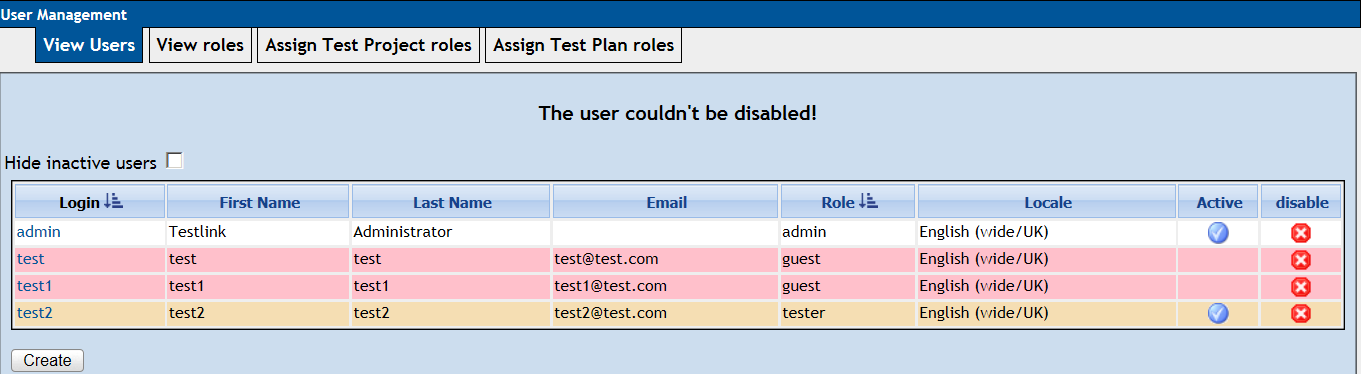 User Management
View Users View roles Assign Test Project roles Assign Test Plan roles
The user couldn't be disabled!
Hide inactive users
Login First Name Last Name Email Role Locale Active disable
admin Testlink Administrator admin English (wide/UK)
test test test test@test.com guest English (wide/UK)
test1 test1 test1 test1@test.com guest English (wide/UK)
test2 test2 test2 test2@test.com tester English (wide/UK)
Create